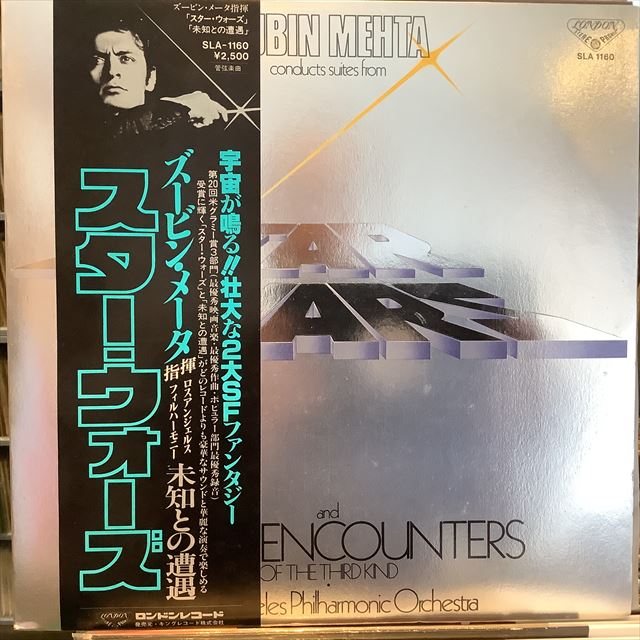 ズービン・メータ指揮
「スター・ウォーズ」
「未知との遭遇」
SLA-1160
¥2,500
管弦楽曲
UBIN MEHTA
conducts suites from
LONDON
SLA 1160
宇宙が鳴る!!壮大な2大SFファンタジー
第20回米グラミー賞3部門(最優秀映画音楽・最優秀作曲・ポピュラー部門最優秀録音)
受賞に輝く「スター・ウォーズ」と「未知との遭遇」がどのレコードよりも豪華なサウンドと華麗な演奏で楽しめる
ズービン・メータ指揮
ロスアンジェルス
フィルハーモニー
未知との遭遇
スター・ウォーズ
TAR
ARS
and
ENCOUNTERS
OF THE THIRD KIND
eles Philharmonic Orchestra
LONDON
ロンドンレコード
発売元・キングレコード株式会社